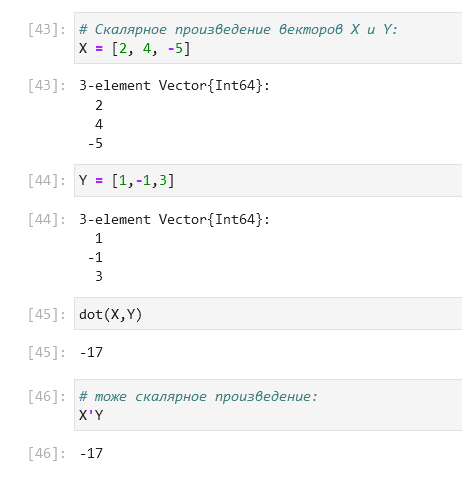 [43]: # Скалярное произведение векторов X и Y:
X = [2, 4, -5]
[43]: 3-element Vector{Int64}:
2
4
-5
[44]: Y = [1,-1,3]
[44]: 3-element Vector{Int64}:
1
-1
3
[45]: dot(X,Y)
[45]: -17
[46]: # тоже скалярное произведение:
X'Y
[46]: -17